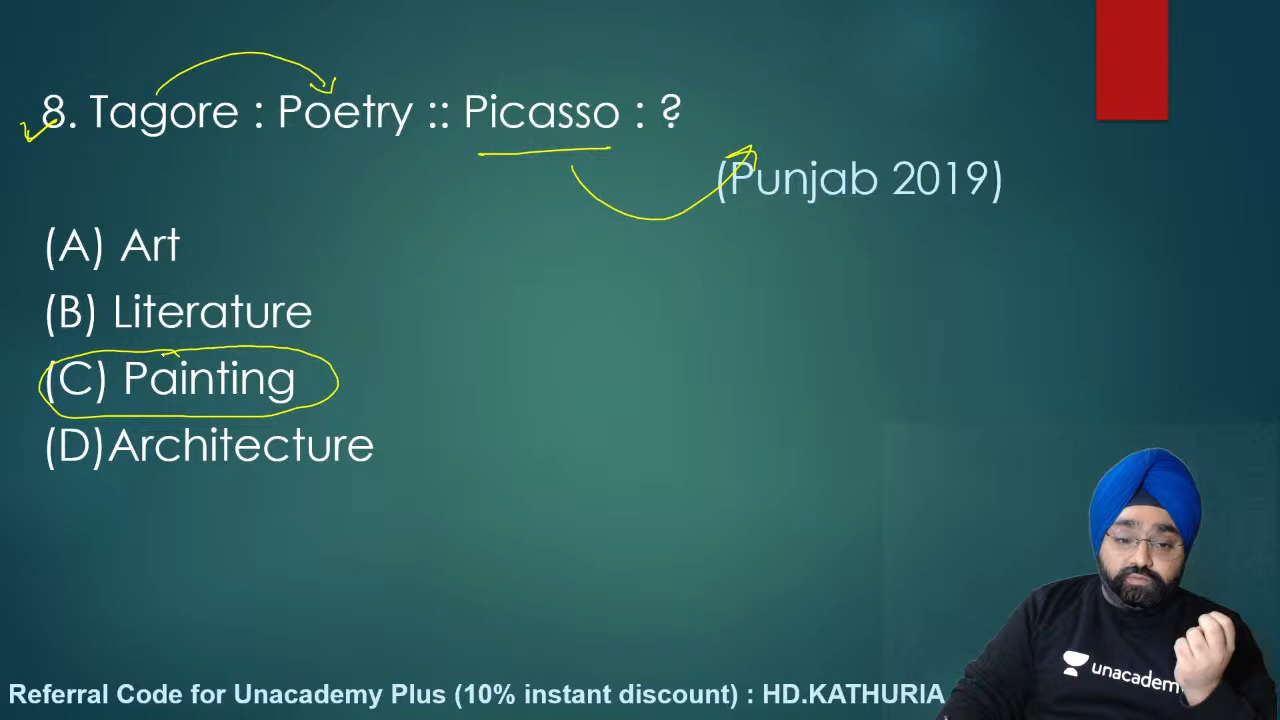 8. Tagore : Poetry :: Picasso : ?
(Punjab 2019)
(A) Art
(B) Literature
(C) Painting
(D)Architecture
unacademy
Referral Code for Unacademy Plus (10% instant discount) : HD.KATHURIA